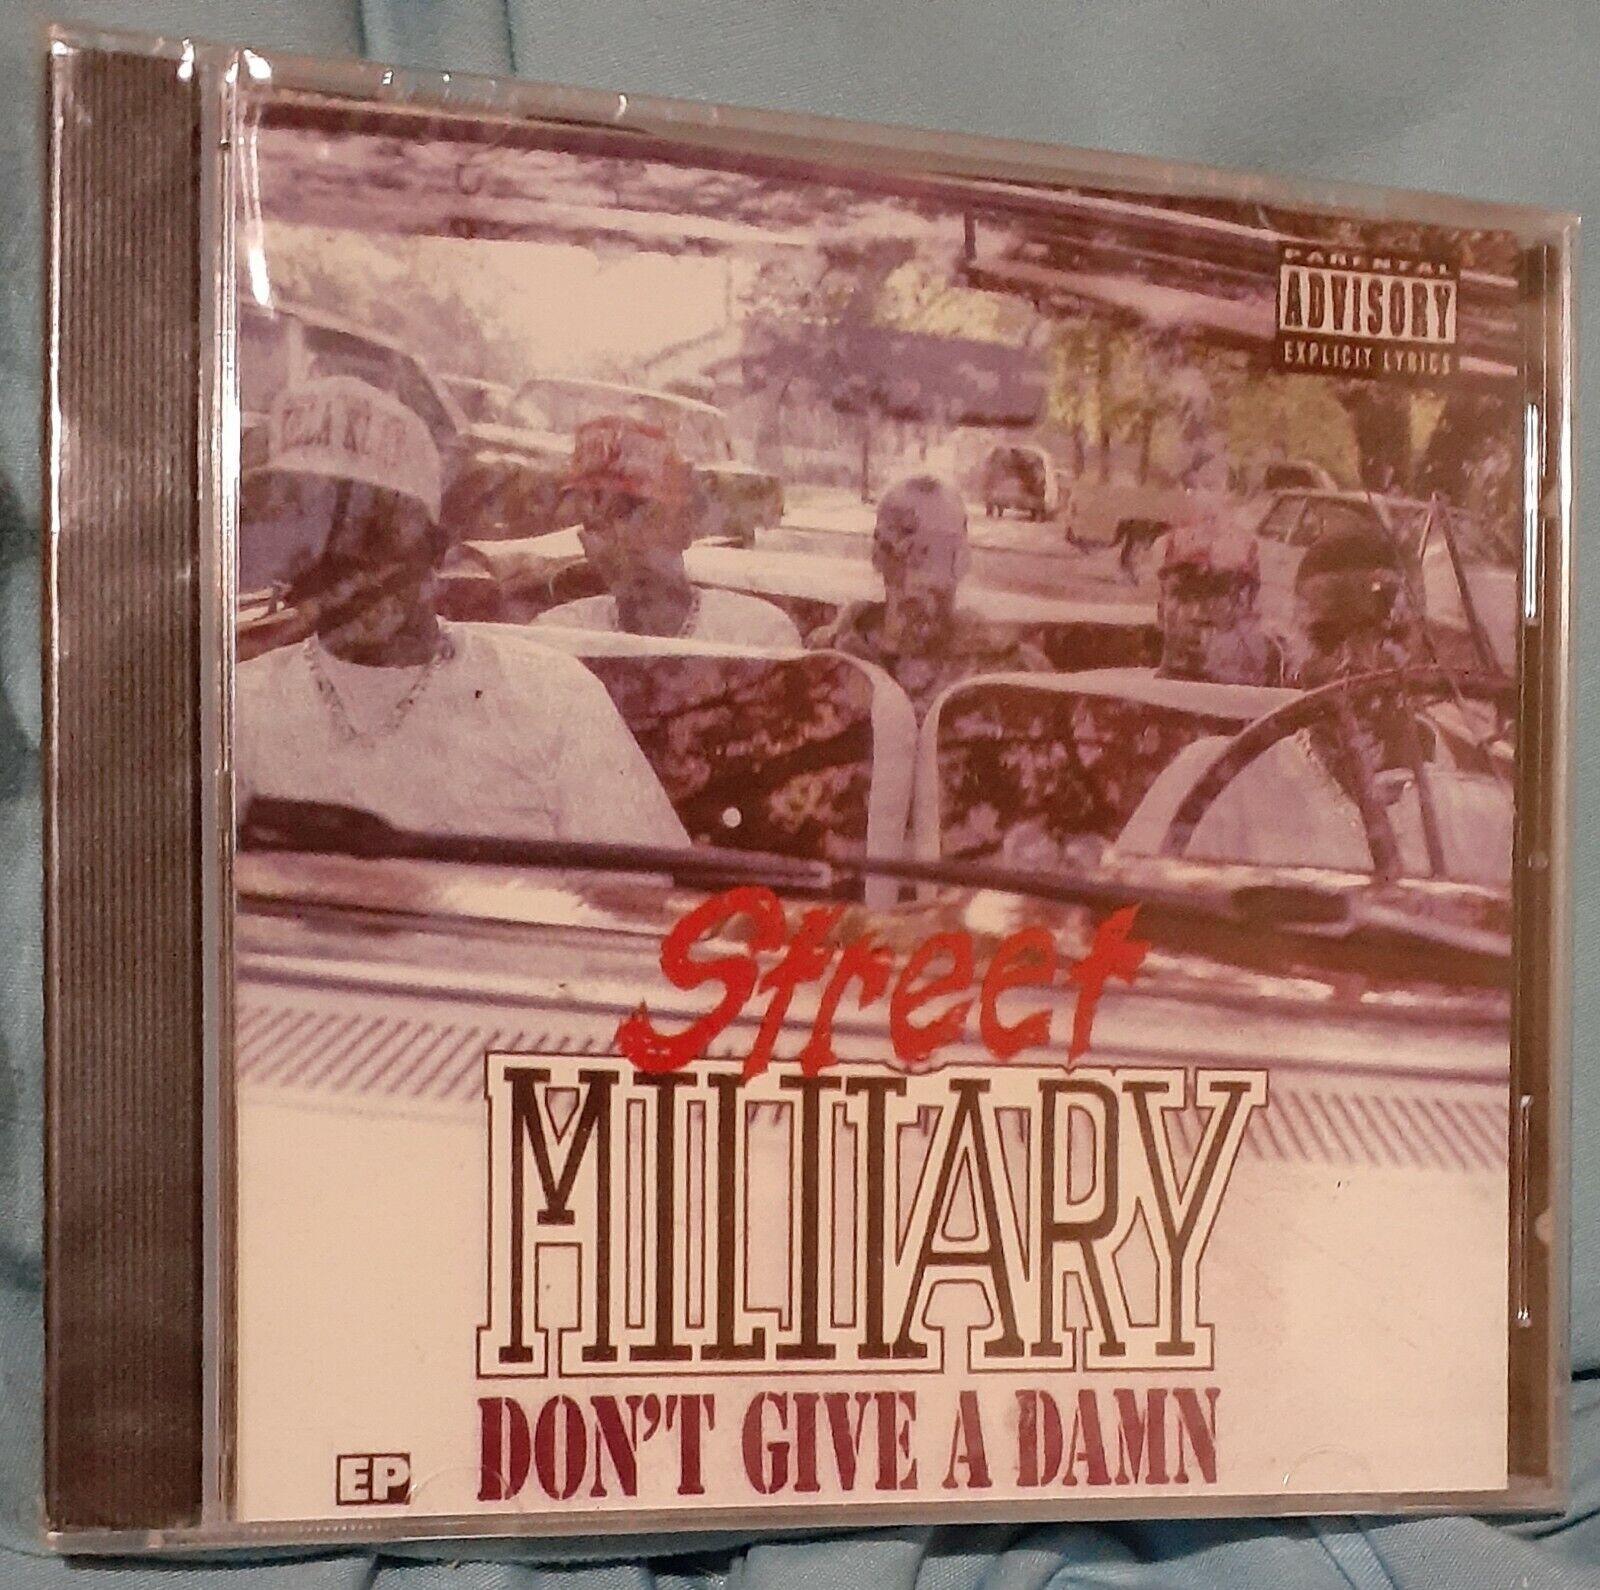 PARENTAL
ADVISORY
EXPLICIT LYRICS
Street
MILITARY
DON'T GIVE A DAMN
EP